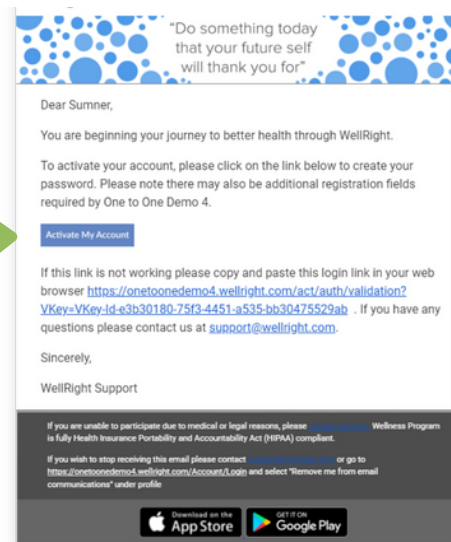 "Do something today
that your future self
will thank you for"
Dear Sumner,
You are beginning your journey to better health through WellRight.
To activate your account, please click on the link below to create your
password. Please note there may also be additional registration fields
required by One to One Demo 4.
Activate My Account
If this link is not working please copy and paste this login link in your web
browser https://onetoonedemo4.wellright.com/act/auth/validation?
VKey=VKey-Id-e3b30180-75f3-4451-a535-bb30475529ab . If you have any
questions please contact us at support@wellright.com.
Sincerely,
WellRight Support
If you are unable to participate due to medical or legal reasons, please Wellness Program
is fully Health Insurance Portability and Accountability Act (HIPAA) compliant.
If you wish to stop receiving this email please contact or go to
https://onetoonedemo4.wellright.com/Account/Login and select "Remove me from email
communications" under profile
Download on the
App Store
GET IT ON
Google Play